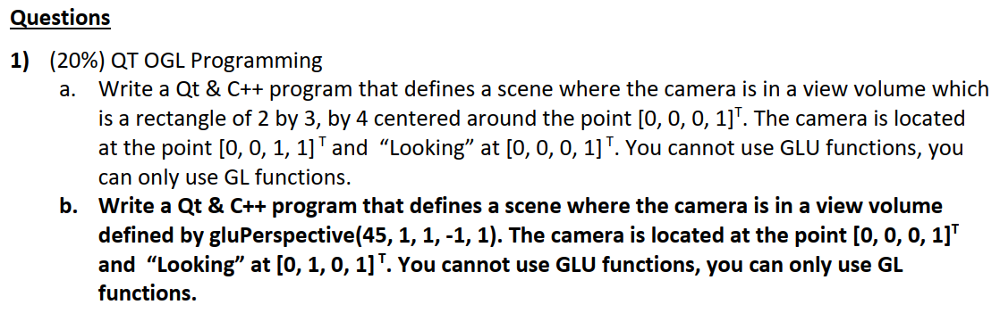 Questions
1) (20%) QT OGL Programming
a. Write a Qt & C++ program that defines a scene where the camera is in a view volume which
is a rectangle of 2 by 3, by 4 centered around the point [0, 0, 0, 1]ᵀ. The camera is located
at the point [0, 0, 1, 1] ᵀ and “Looking” at [0, 0, 0, 1] ᵀ. You cannot use GLU functions, you
can only use GL functions.
b. Write a Qt & C++ program that defines a scene where the camera is in a view volume
defined by gluPerspective(45, 1, 1, -1, 1). The camera is located at the point [0, 0, 0, 1]ᵀ
and “Looking” at [0, 1, 0, 1] ᵀ. You cannot use GLU functions, you can only use GL
functions.